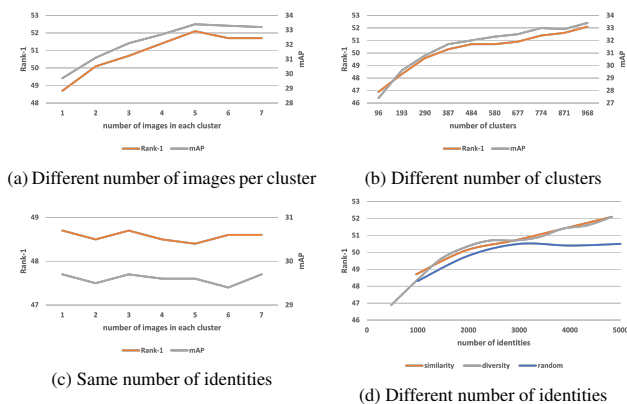 53 34
52 33
51 32
50 31
49 30
48 29
28
Rank-1
mAP
1 2 3 4 5 6 7
number of images in each cluster
Rank-1 mAP
(a) Different number of images per cluster
53 34
52 33
51 32
50 31
49 30
48 29
47 28
46 27
Rank-1
mAP
96 193 290 387 484 580 677 774 871 968
number of clusters
Rank-1 mAP
(b) Different number of clusters
49 31
48 30
47 29
Rank-1
mAP
1 2 3 4 5 6 7
number of images in each cluster
Rank-1 mAP
(c) Same number of identities
53
52
51
50
49
48
47
46
Rank-1
0 1000 2000 3000 4000 5000
number of identities
similarity diversity random
(d) Different number of identities